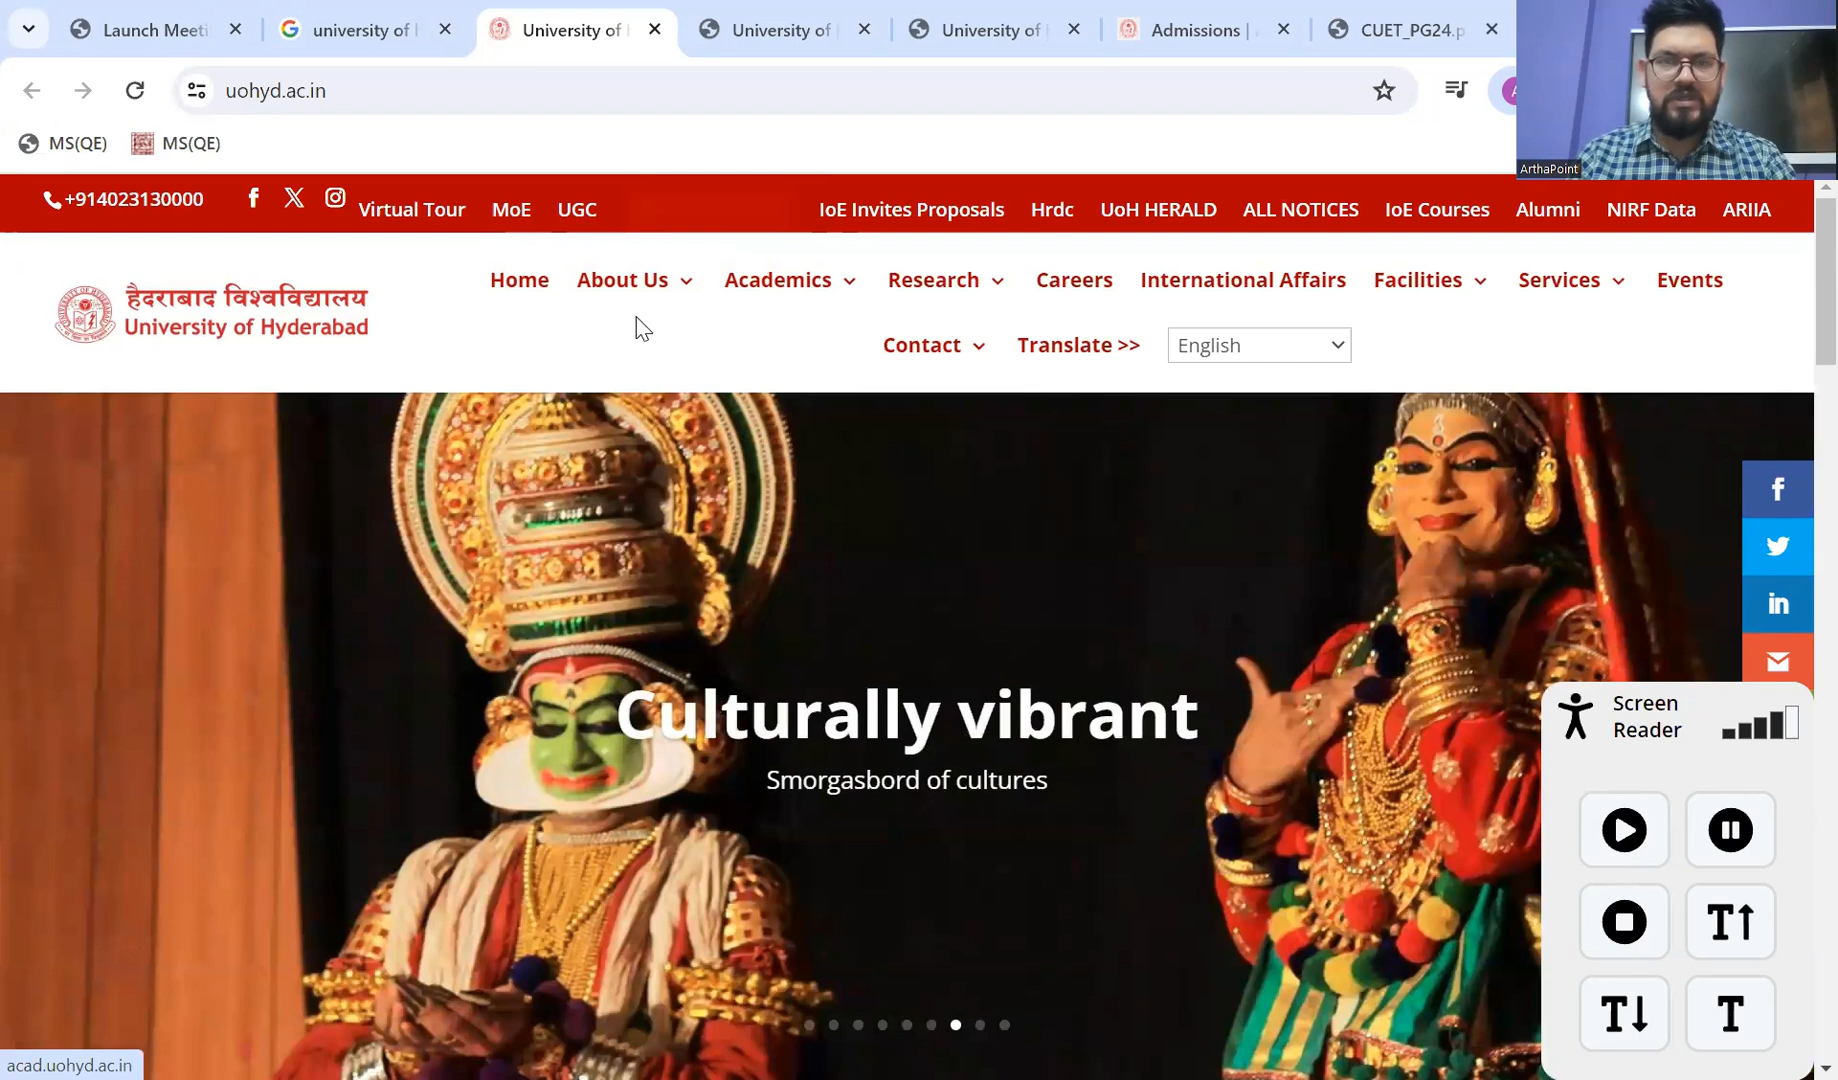 Launch Meeti
university of
University of
University of
University of
Admissions |
CUET_PG24.p
uohyd.ac.in
MS(QE)
MS(QE)
ArthaPoint
+914023130000
Virtual Tour
MoE
UGC
IoE Invites Proposals
Hrdc
UoH HERALD
ALL NOTICES
IoE Courses
Alumni
NIRF Data
ARIIA
हैदराबाद विश्वविद्यालय
University of Hyderabad
Home
About Us
Academics
Research
Careers
International Affairs
Facilities
Services
Events
Contact
Translate >>
English
Culturally vibrant
Smorgasbord of cultures
Screen
Reader
T↑
T↓
T
acad.uohyd.ac.in